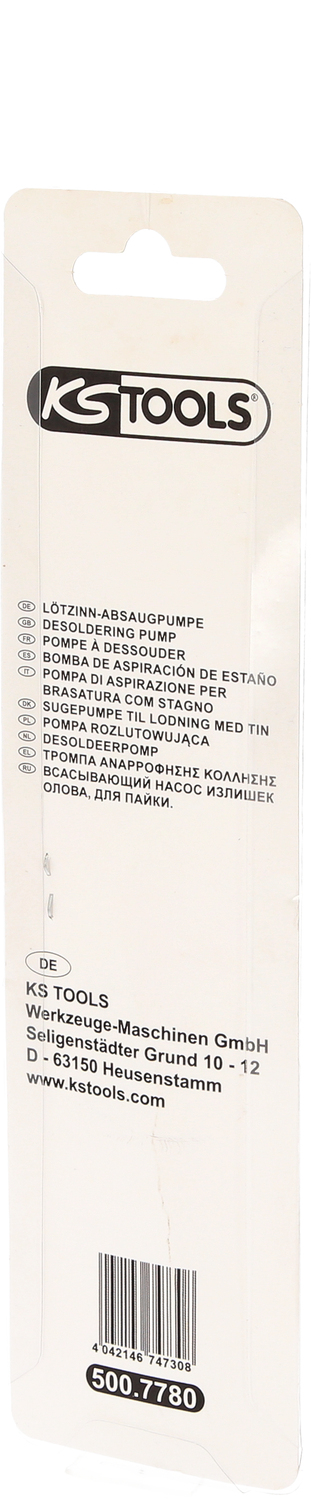 KS TOOLS®
DE LÖTZINN-ABSAUGPUMPE
GB DESOLDERING PUMP
FR POMPE À DESSOUDER
ES BOMBA DE ASPIRACIÓN DE ESTAÑO
IT POMPA DI ASPIRAZIONE PER
BRASATURA COM STAGNO
DK SUGEPUMPE TIL LODNING MED TIN
PL POMPA ROZLUTOWUJĄCA
NL DESOLDEERPOMP
EL ΤΡΟΜΠΑ ΑΝΑΡΡΟΦΗΣΗΣ ΚΟΛΛΗΣΗΣ
RU ВСАСЫВАЮЩИЙ НАСОС ИЗЛИШЕК
ОЛОВА, ДЛЯ ПАЙКИ.
DE
KS TOOLS
Werkzeuge-Maschinen GmbH
Seligenstädter Grund 10 - 12
D - 63150 Heusenstamm
www.kstools.com
4 042146 747308
500.7780